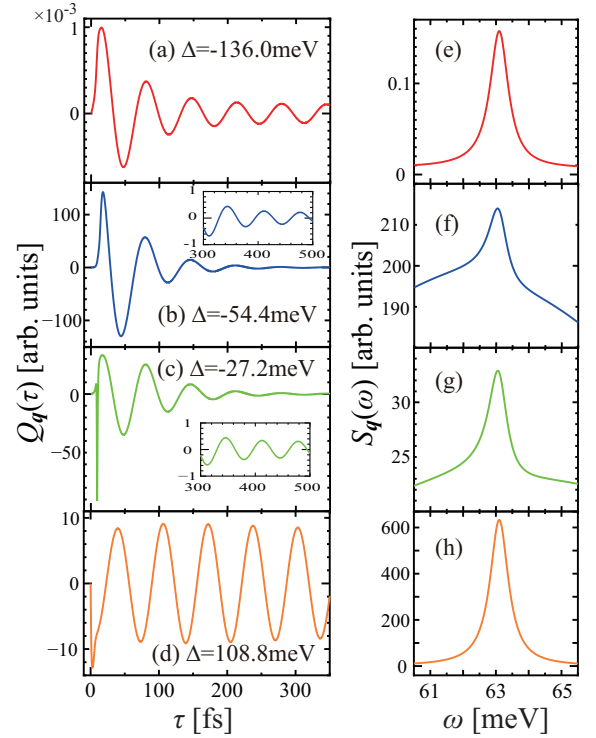 ×10⁻³
(a) Δ=-136.0meV
1
0
(e)
0.1
0
(b) Δ=-54.4meV
100
0
−100
1
0
-1
300 400 500
(f)
210
200
190
(c) Δ=-27.2meV
0
−50
1
0
-1
300 400 500
(g)
30
25
(d) Δ=108.8meV
10
0
−10
(h)
600
400
200
0
0 100 200 300
τ [fs]
61 63 65
ω [meV]
Q𝒒(τ) [arb. units]
S𝒒(ω) [arb. units]